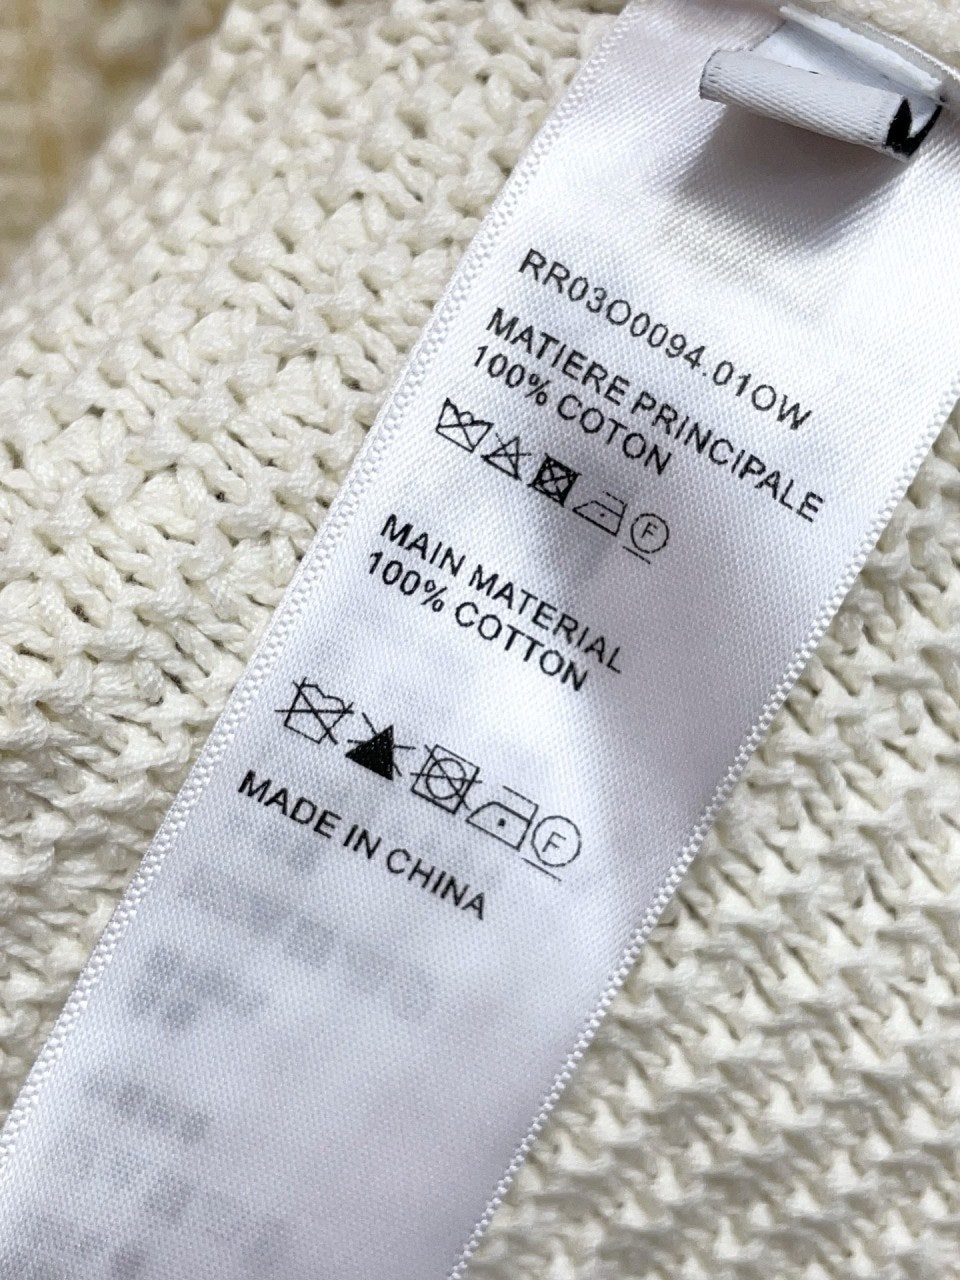 RR03O0094.01OW
MATIERE PRINCIPALE
100% COTON
F
MAIN MATERIAL
100% COTTON
F
MADE IN CHINA